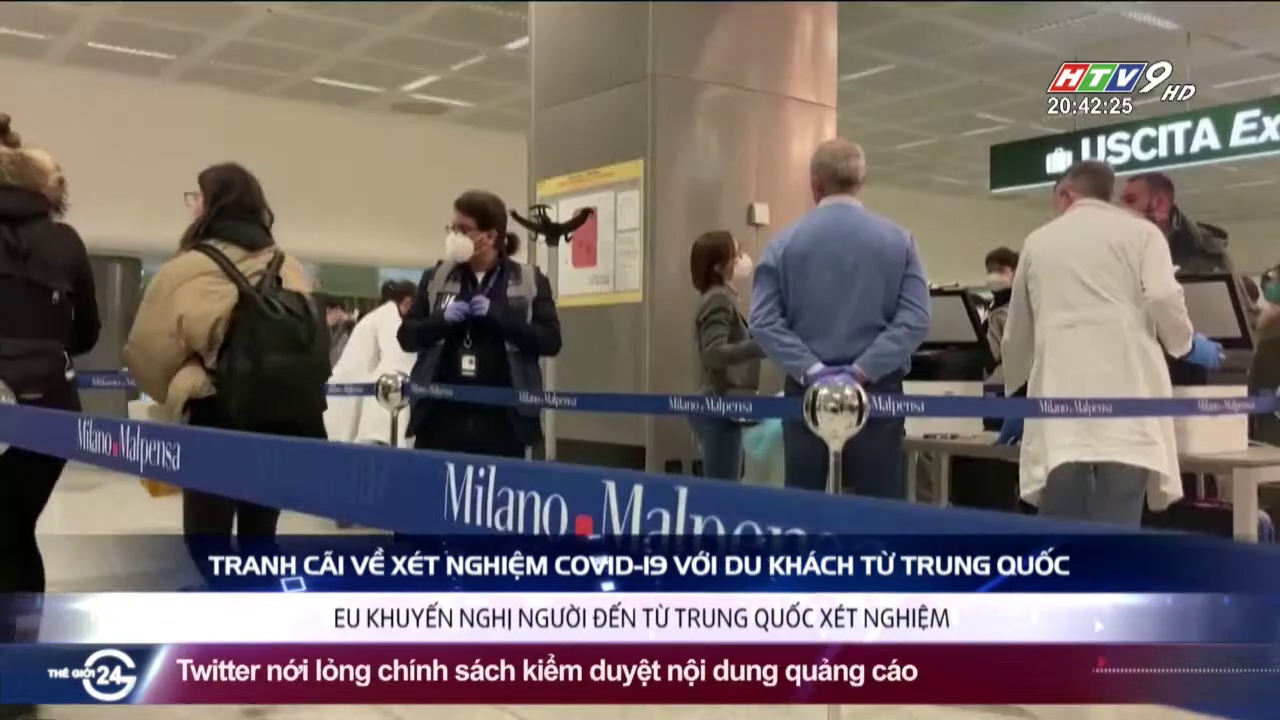 HTV9 HD
20:42:25
USCITA Ex
Milano Malpensa
Milano Malpensa
Milano Malpensa
Milano Malpensa
Milano Malpensa
Milano Malpensa
TRANH CÃI VỀ XÉT NGHIỆM COVID-19 VỚI DU KHÁCH TỪ TRUNG QUỐC
EU KHUYẾN NGHỊ NGƯỜI ĐẾN TỪ TRUNG QUỐC XÉT NGHIỆM
THẾ GIỚI 24G
Twitter nới lỏng chính sách kiểm duyệt nội dung quảng cáo